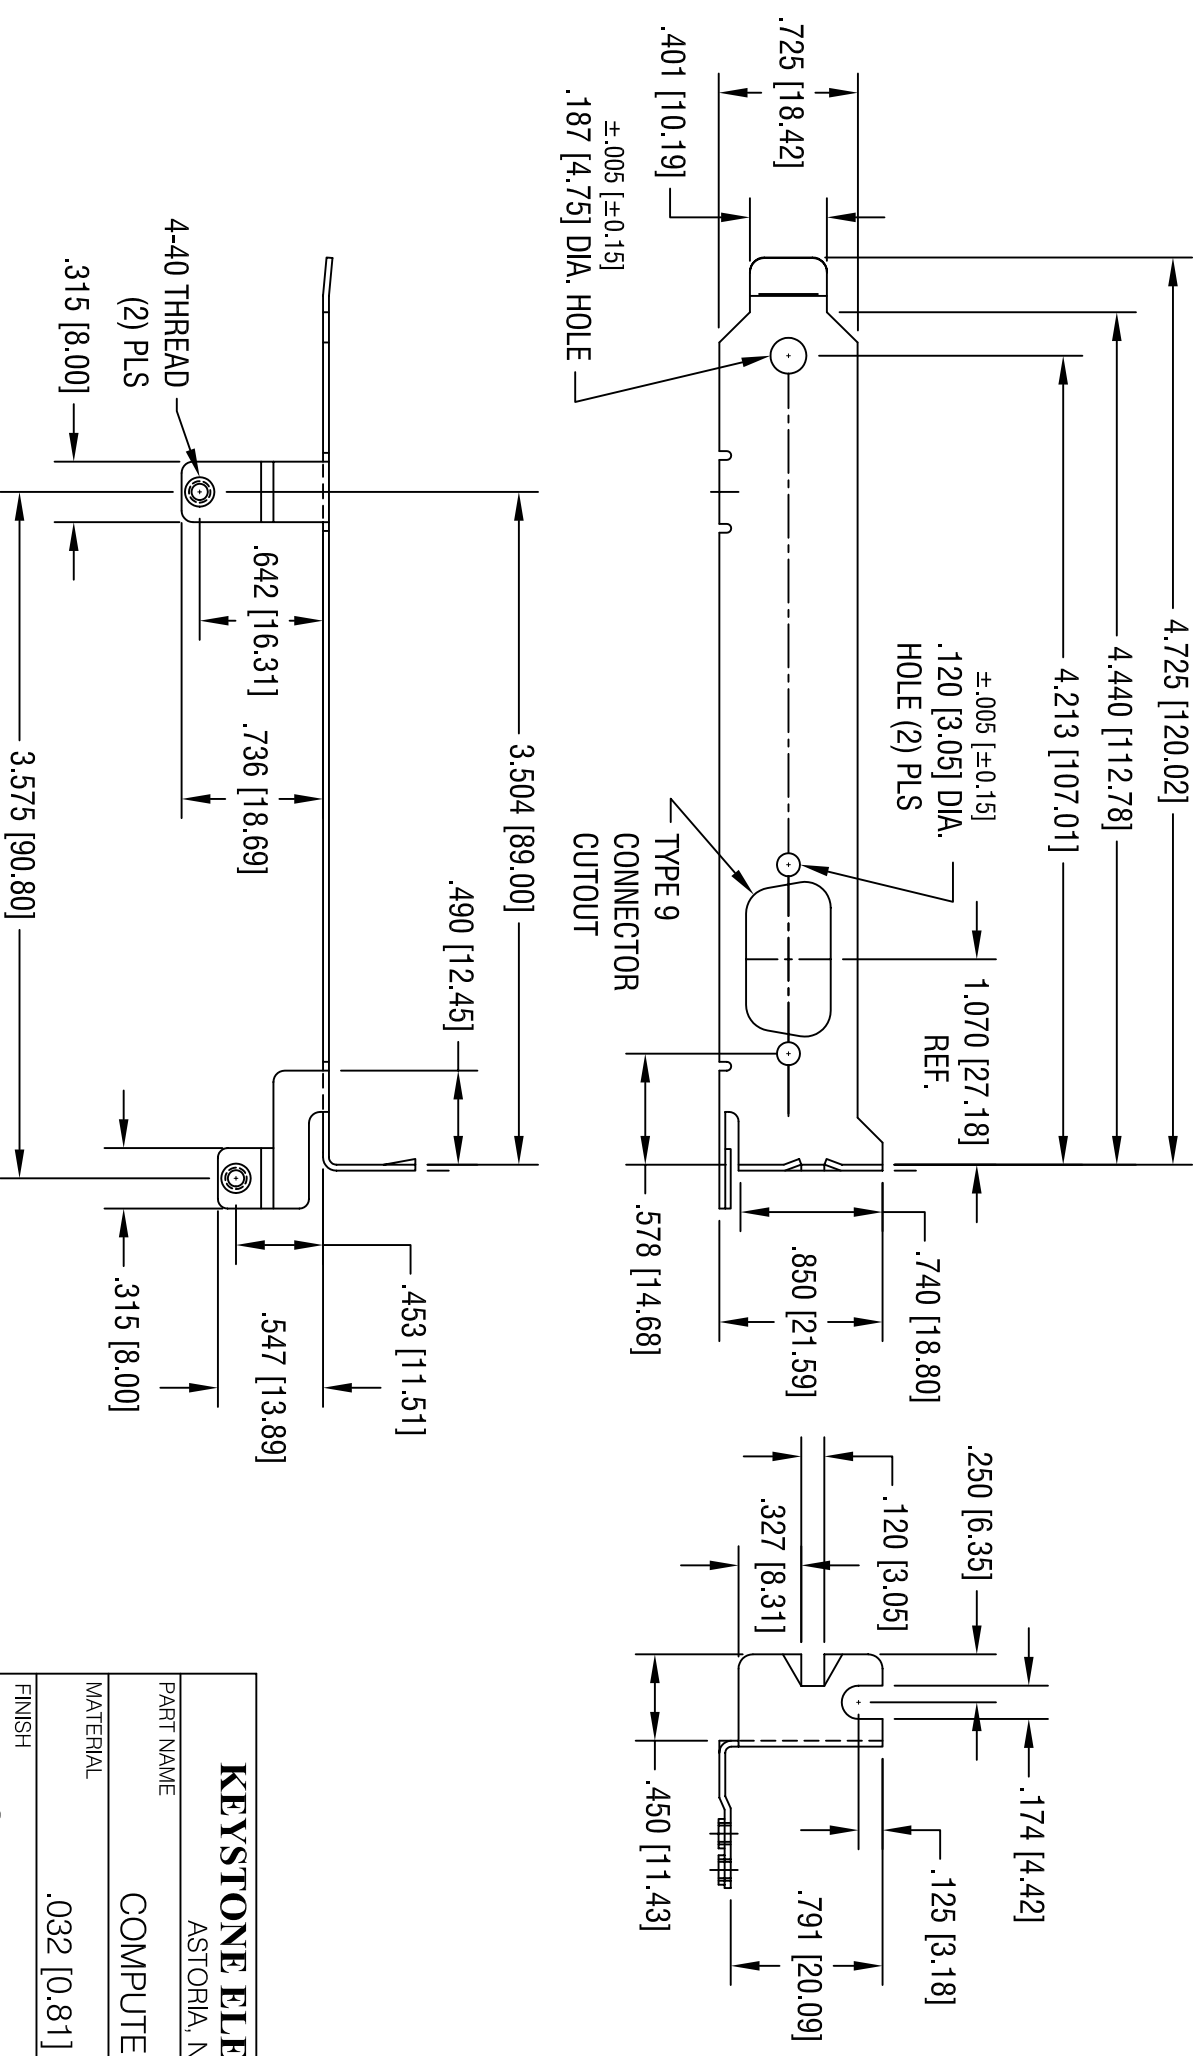 4.725 [120.02]
4.440 [112.78]
4.213 [107.01]
±.005 [±0.15]
.120 [3.05] DIA.
HOLE (2) PLS
1.070 [27.18]
REF.
.725 [18.42]
.401 [10.19]
±.005 [±0.15]
.187 [4.75] DIA. HOLE
TYPE 9
CONNECTOR
CUTOUT
.740 [18.80]
.850 [21.59]
.578 [14.68]
.174 [4.42]
.250 [6.35]
.125 [3.18]
.120 [3.05]
.327 [8.31]
.791 [20.09]
.450 [11.43]
3.504 [89.00]
.490 [12.45]
.453 [11.51]
.642 [16.31]
.736 [18.69]
.547 [13.89]
4-40 THREAD
(2) PLS
.315 [8.00]
.315 [8.00]
3.575 [90.80]
KEYSTONE ELE
ASTORIA, N
PART NAME
COMPUTE
MATERIAL
.032 [0.81]
FINISH